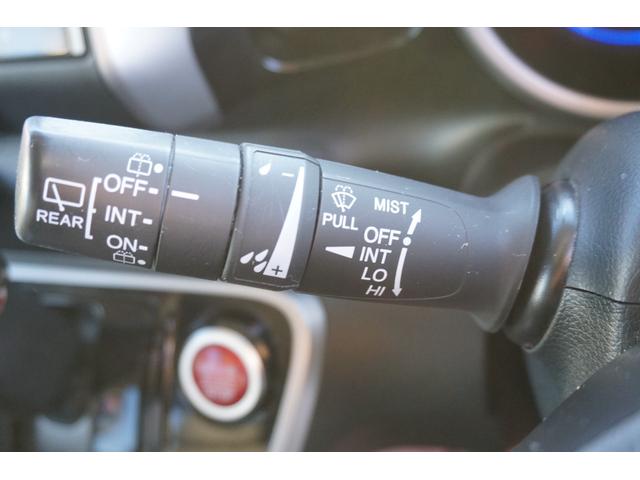 REAR
OFF
INT
ON
- 
+
PULL
MIST
OFF
INT
LO
HI